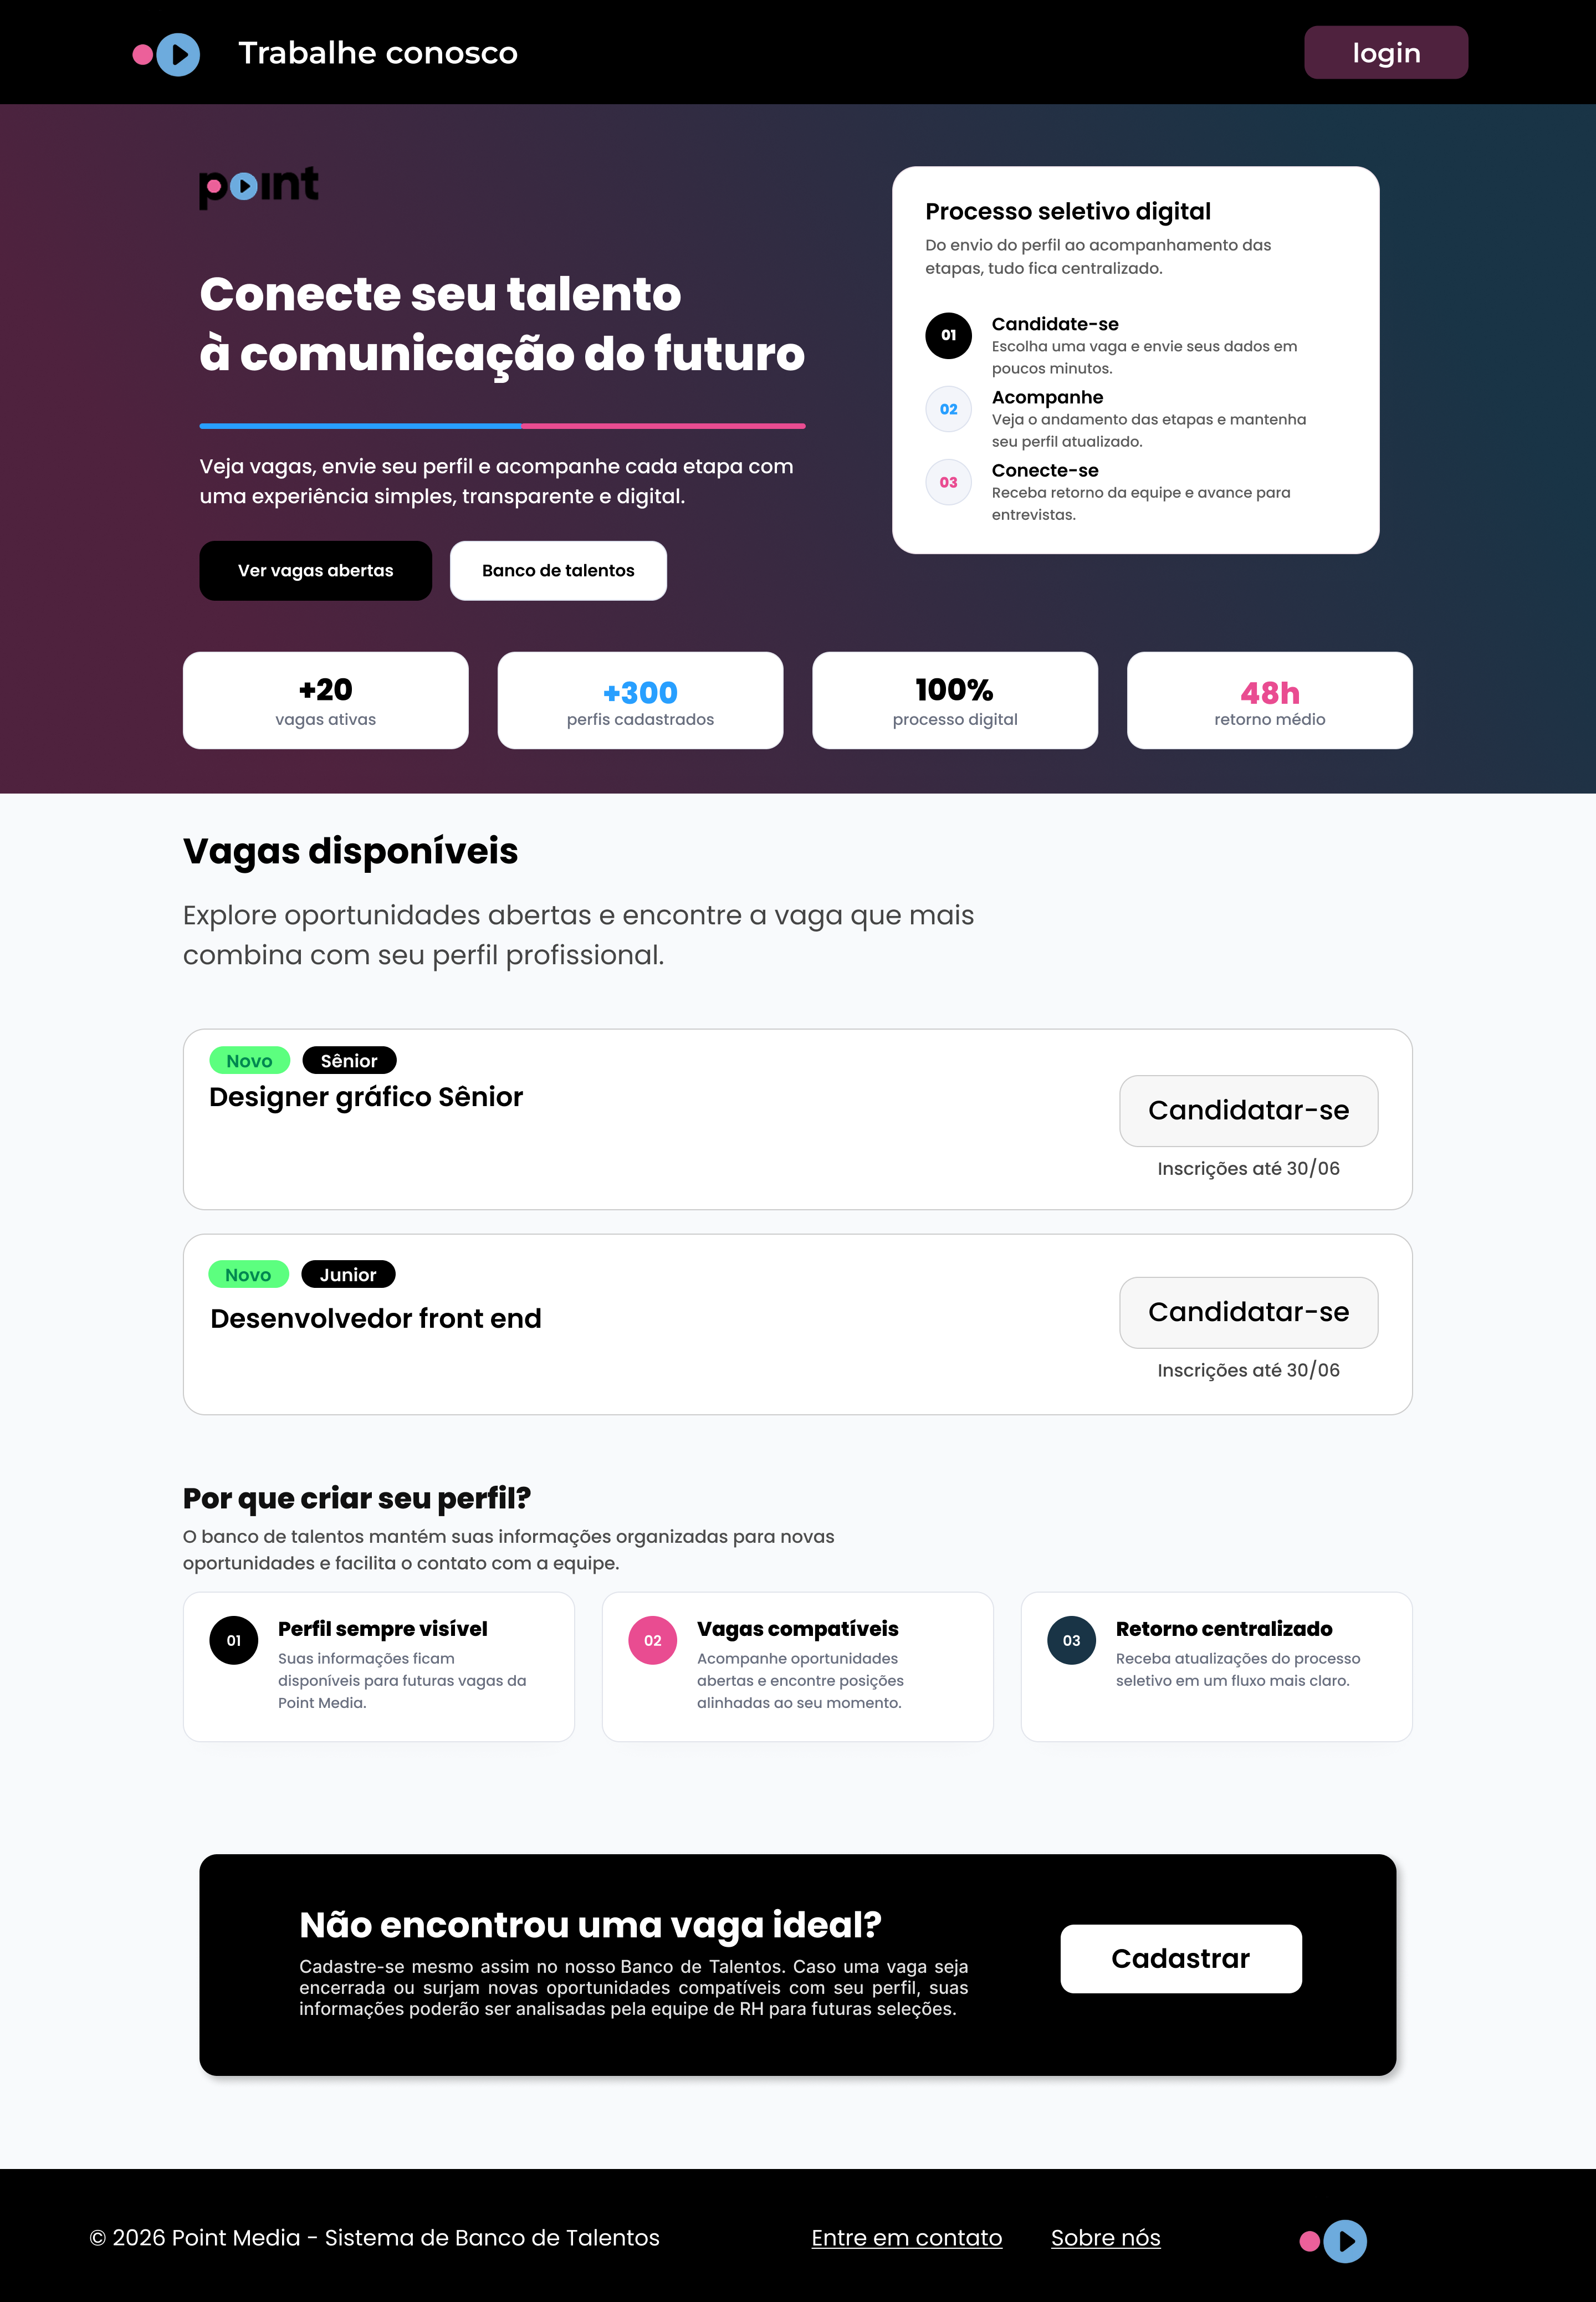 Trabalhe conosco
login
point
Conecte seu talento
à comunicação do futuro
Veja vagas, envie seu perfil e acompanhe cada etapa com
uma experiência simples, transparente e digital.
Ver vagas abertas
Banco de talentos
Processo seletivo digital
Do envio do perfil ao acompanhamento das
etapas, tudo fica centralizado.
01
Candidate-se
Escolha uma vaga e envie seus dados em
poucos minutos.
02
Acompanhe
Veja o andamento das etapas e mantenha
seu perfil atualizado.
03
Conecte-se
Receba retorno da equipe e avance para
entrevistas.
+20
vagas ativas
+300
perfis cadastrados
100%
processo digital
48h
retorno médio
Vagas disponíveis
Explore oportunidades abertas e encontre a vaga que mais
combina com seu perfil profissional.
Novo
Sênior
Designer gráfico Sênior
Candidatar-se
Inscrições até 30/06
Novo
Junior
Desenvolvedor front end
Candidatar-se
Inscrições até 30/06
Por que criar seu perfil?
O banco de talentos mantém suas informações organizadas para novas
oportunidades e facilita o contato com a equipe.
01
Perfil sempre visível
Suas informações ficam
disponíveis para futuras vagas da
Point Media.
02
Vagas compatíveis
Acompanhe oportunidades
abertas e encontre posições
alinhadas ao seu momento.
03
Retorno centralizado
Receba atualizações do processo
seletivo em um fluxo mais claro.
Não encontrou uma vaga ideal?
Cadastre-se mesmo assim no nosso Banco de Talentos. Caso uma vaga seja
encerrada ou surjam novas oportunidades compatíveis com seu perfil, suas
informações poderão ser analisadas pela equipe de RH para futuras seleções.
Cadastrar
© 2026 Point Media - Sistema de Banco de Talentos
Entre em contato
Sobre nós